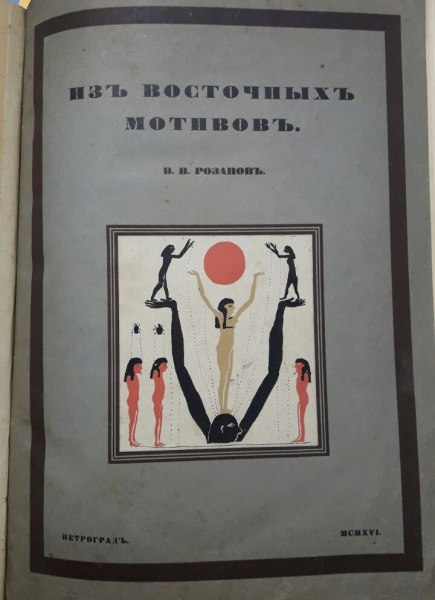 ИЗЪ ВОСТОЧНЫХЪ
МОТИВОВЪ.
В. В. РОЗАНОВЪ.
ПЕТРОГРАДЪ.
MCMXVI.